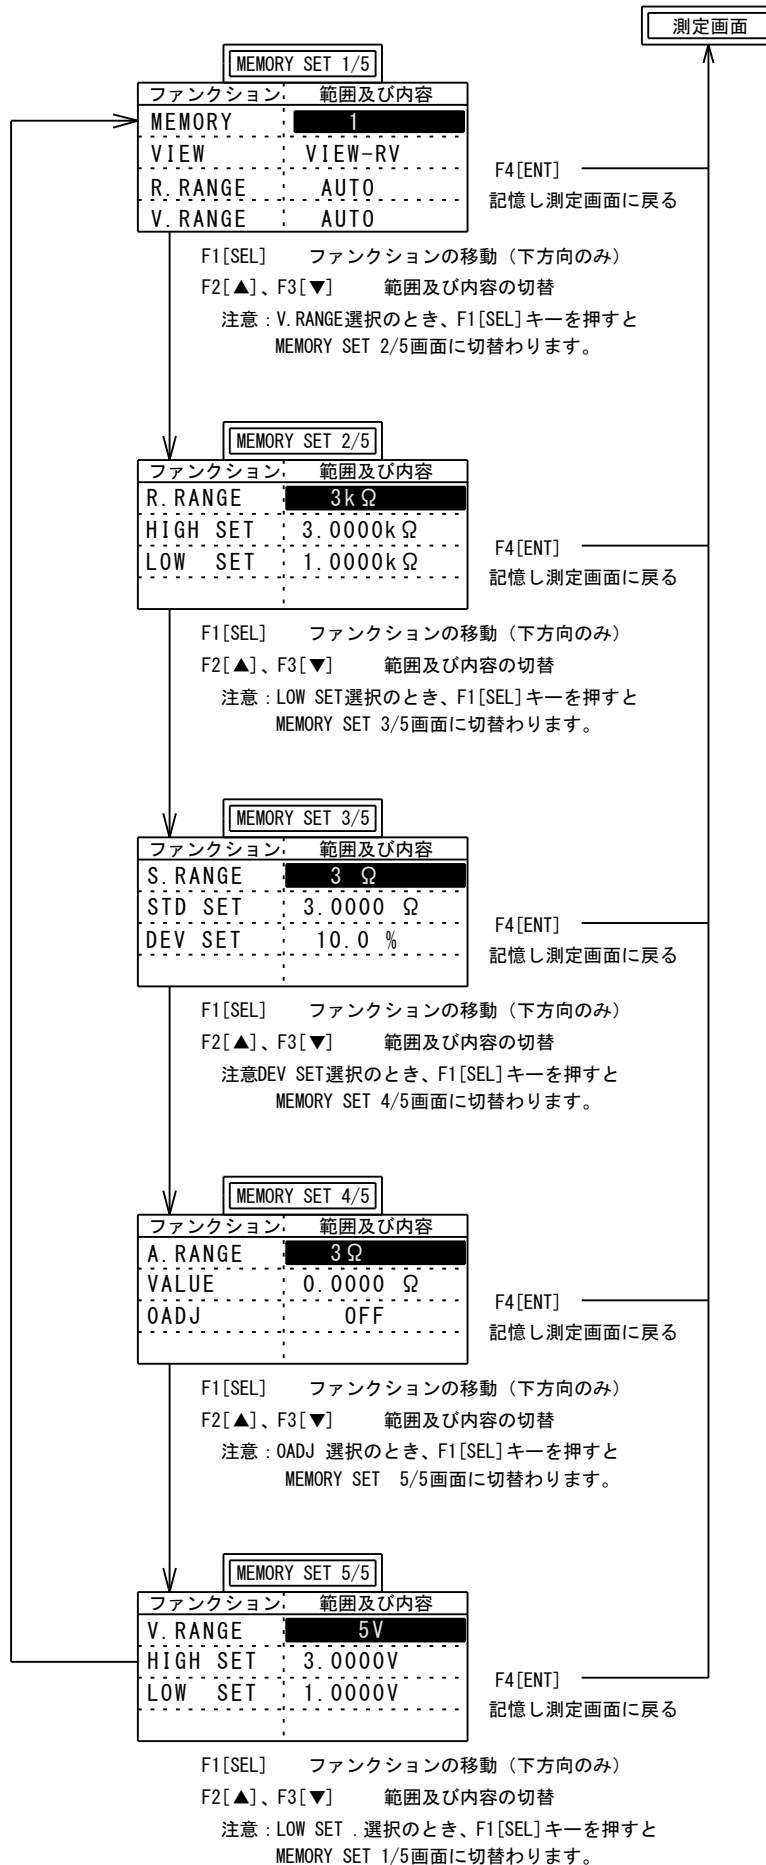 測定画面
MEMORY SET 1/5
ファンクション 範囲及び内容
MEMORY 1
VIEW VIEW-RV
R.RANGE AUTO
V.RANGE AUTO
F4[ENT]
記憶し測定画面に戻る
F1[SEL] ファンクションの移動（下方向のみ）
F2[▲]、F3[▼] 範囲及び内容の切替
注意：V.RANGE選択のとき、F1[SEL]キーを押すと
MEMORY SET 2/5画面に切替わります。
MEMORY SET 2/5
ファンクション 範囲及び内容
R.RANGE 3kΩ
HIGH SET 3.0000kΩ
LOW SET 1.0000kΩ
F4[ENT]
記憶し測定画面に戻る
F1[SEL] ファンクションの移動（下方向のみ）
F2[▲]、F3[▼] 範囲及び内容の切替
注意：LOW SET選択のとき、F1[SEL]キーを押すと
MEMORY SET 3/5画面に切替わります。
MEMORY SET 3/5
ファンクション 範囲及び内容
S.RANGE 3 Ω
STD SET 3.0000 Ω
DEV SET 10.0 %
F4[ENT]
記憶し測定画面に戻る
F1[SEL] ファンクションの移動（下方向のみ）
F2[▲]、F3[▼] 範囲及び内容の切替
注意DEV SET選択のとき、F1[SEL]キーを押すと
MEMORY SET 4/5画面に切替わります。
MEMORY SET 4/5
ファンクション 範囲及び内容
A.RANGE 3Ω
VALUE 0.0000 Ω
0ADJ OFF
F4[ENT]
記憶し測定画面に戻る
F1[SEL] ファンクションの移動（下方向のみ）
F2[▲]、F3[▼] 範囲及び内容の切替
注意：0ADJ 選択のとき、F1[SEL]キーを押すと
MEMORY SET 5/5画面に切替わります。
MEMORY SET 5/5
ファンクション 範囲及び内容
V.RANGE 5V
HIGH SET 3.0000V
LOW SET 1.0000V
F4[ENT]
記憶し測定画面に戻る
F1[SEL] ファンクションの移動（下方向のみ）
F2[▲]、F3[▼] 範囲及び内容の切替
注意：LOW SET .選択のとき、F1[SEL]キーを押すと
MEMORY SET 1/5画面に切替わります。